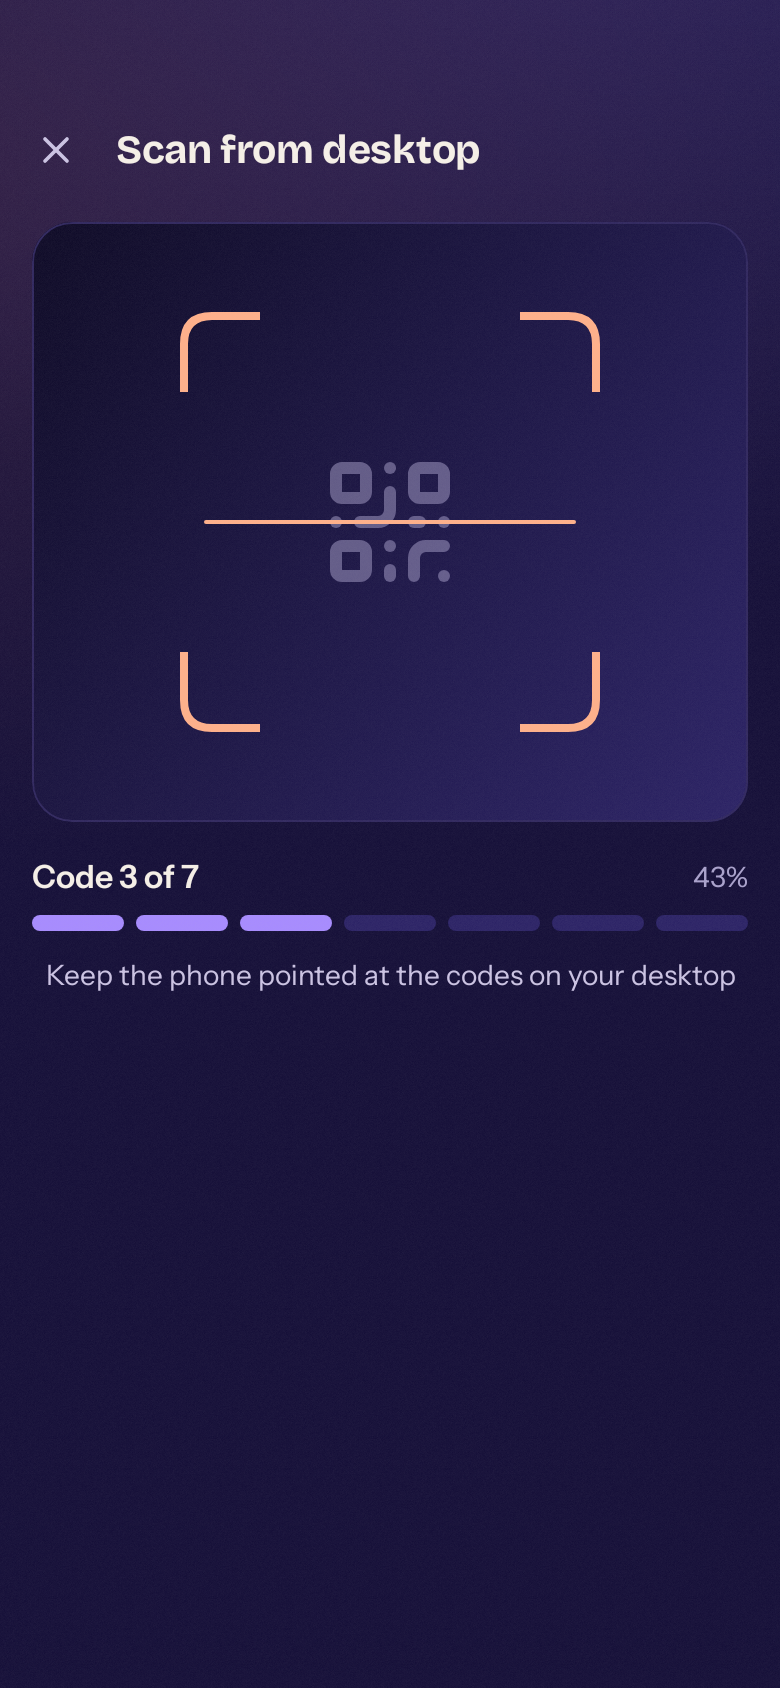 Scan from desktop
Code 3 of 7
43%
Keep the phone pointed at the codes on your desktop